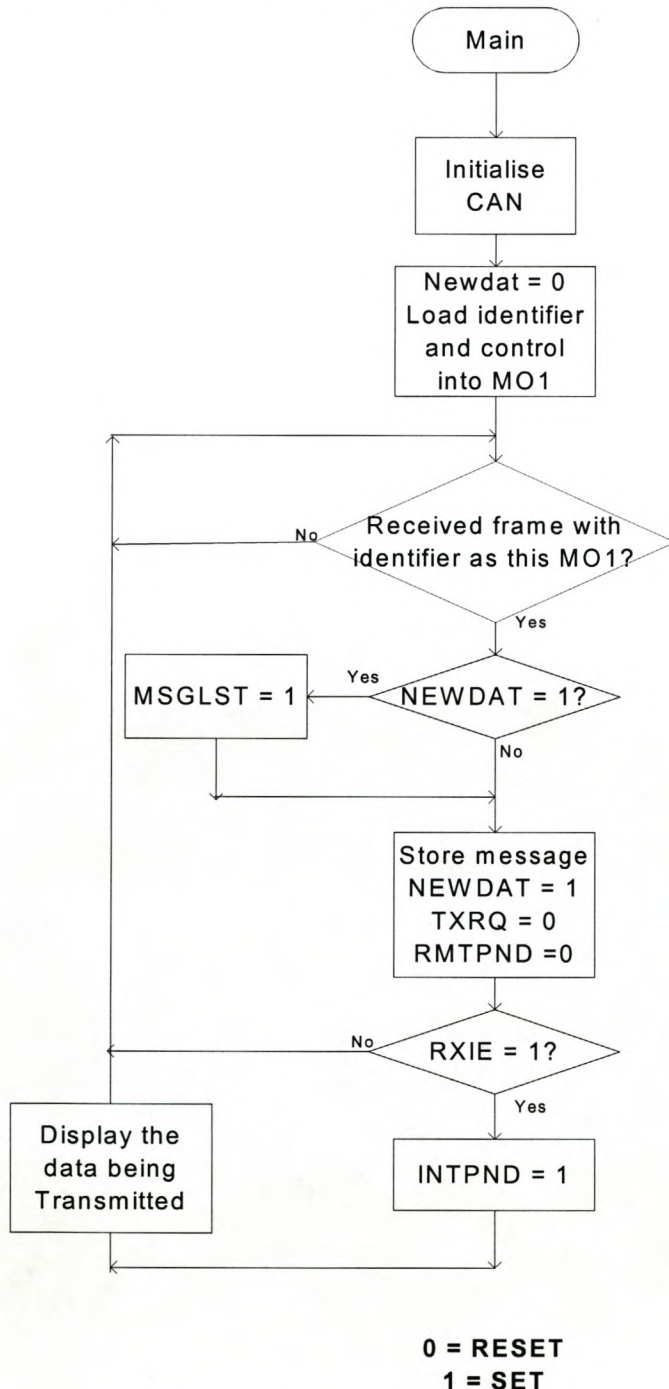 Main
Initialise
CAN
Newdat = 0
Load identifier
and control
into MO1
Received frame with
identifier as this MO1?
No
Yes
NEWDAT = 1?
Yes
No
MSGLST = 1
Store message
NEWDAT = 1
TXRQ = 0
RMTPND =0
RXIE = 1?
No
Yes
INTPND = 1
Display the
data being
Transmitted
0 = RESET
1 = SET